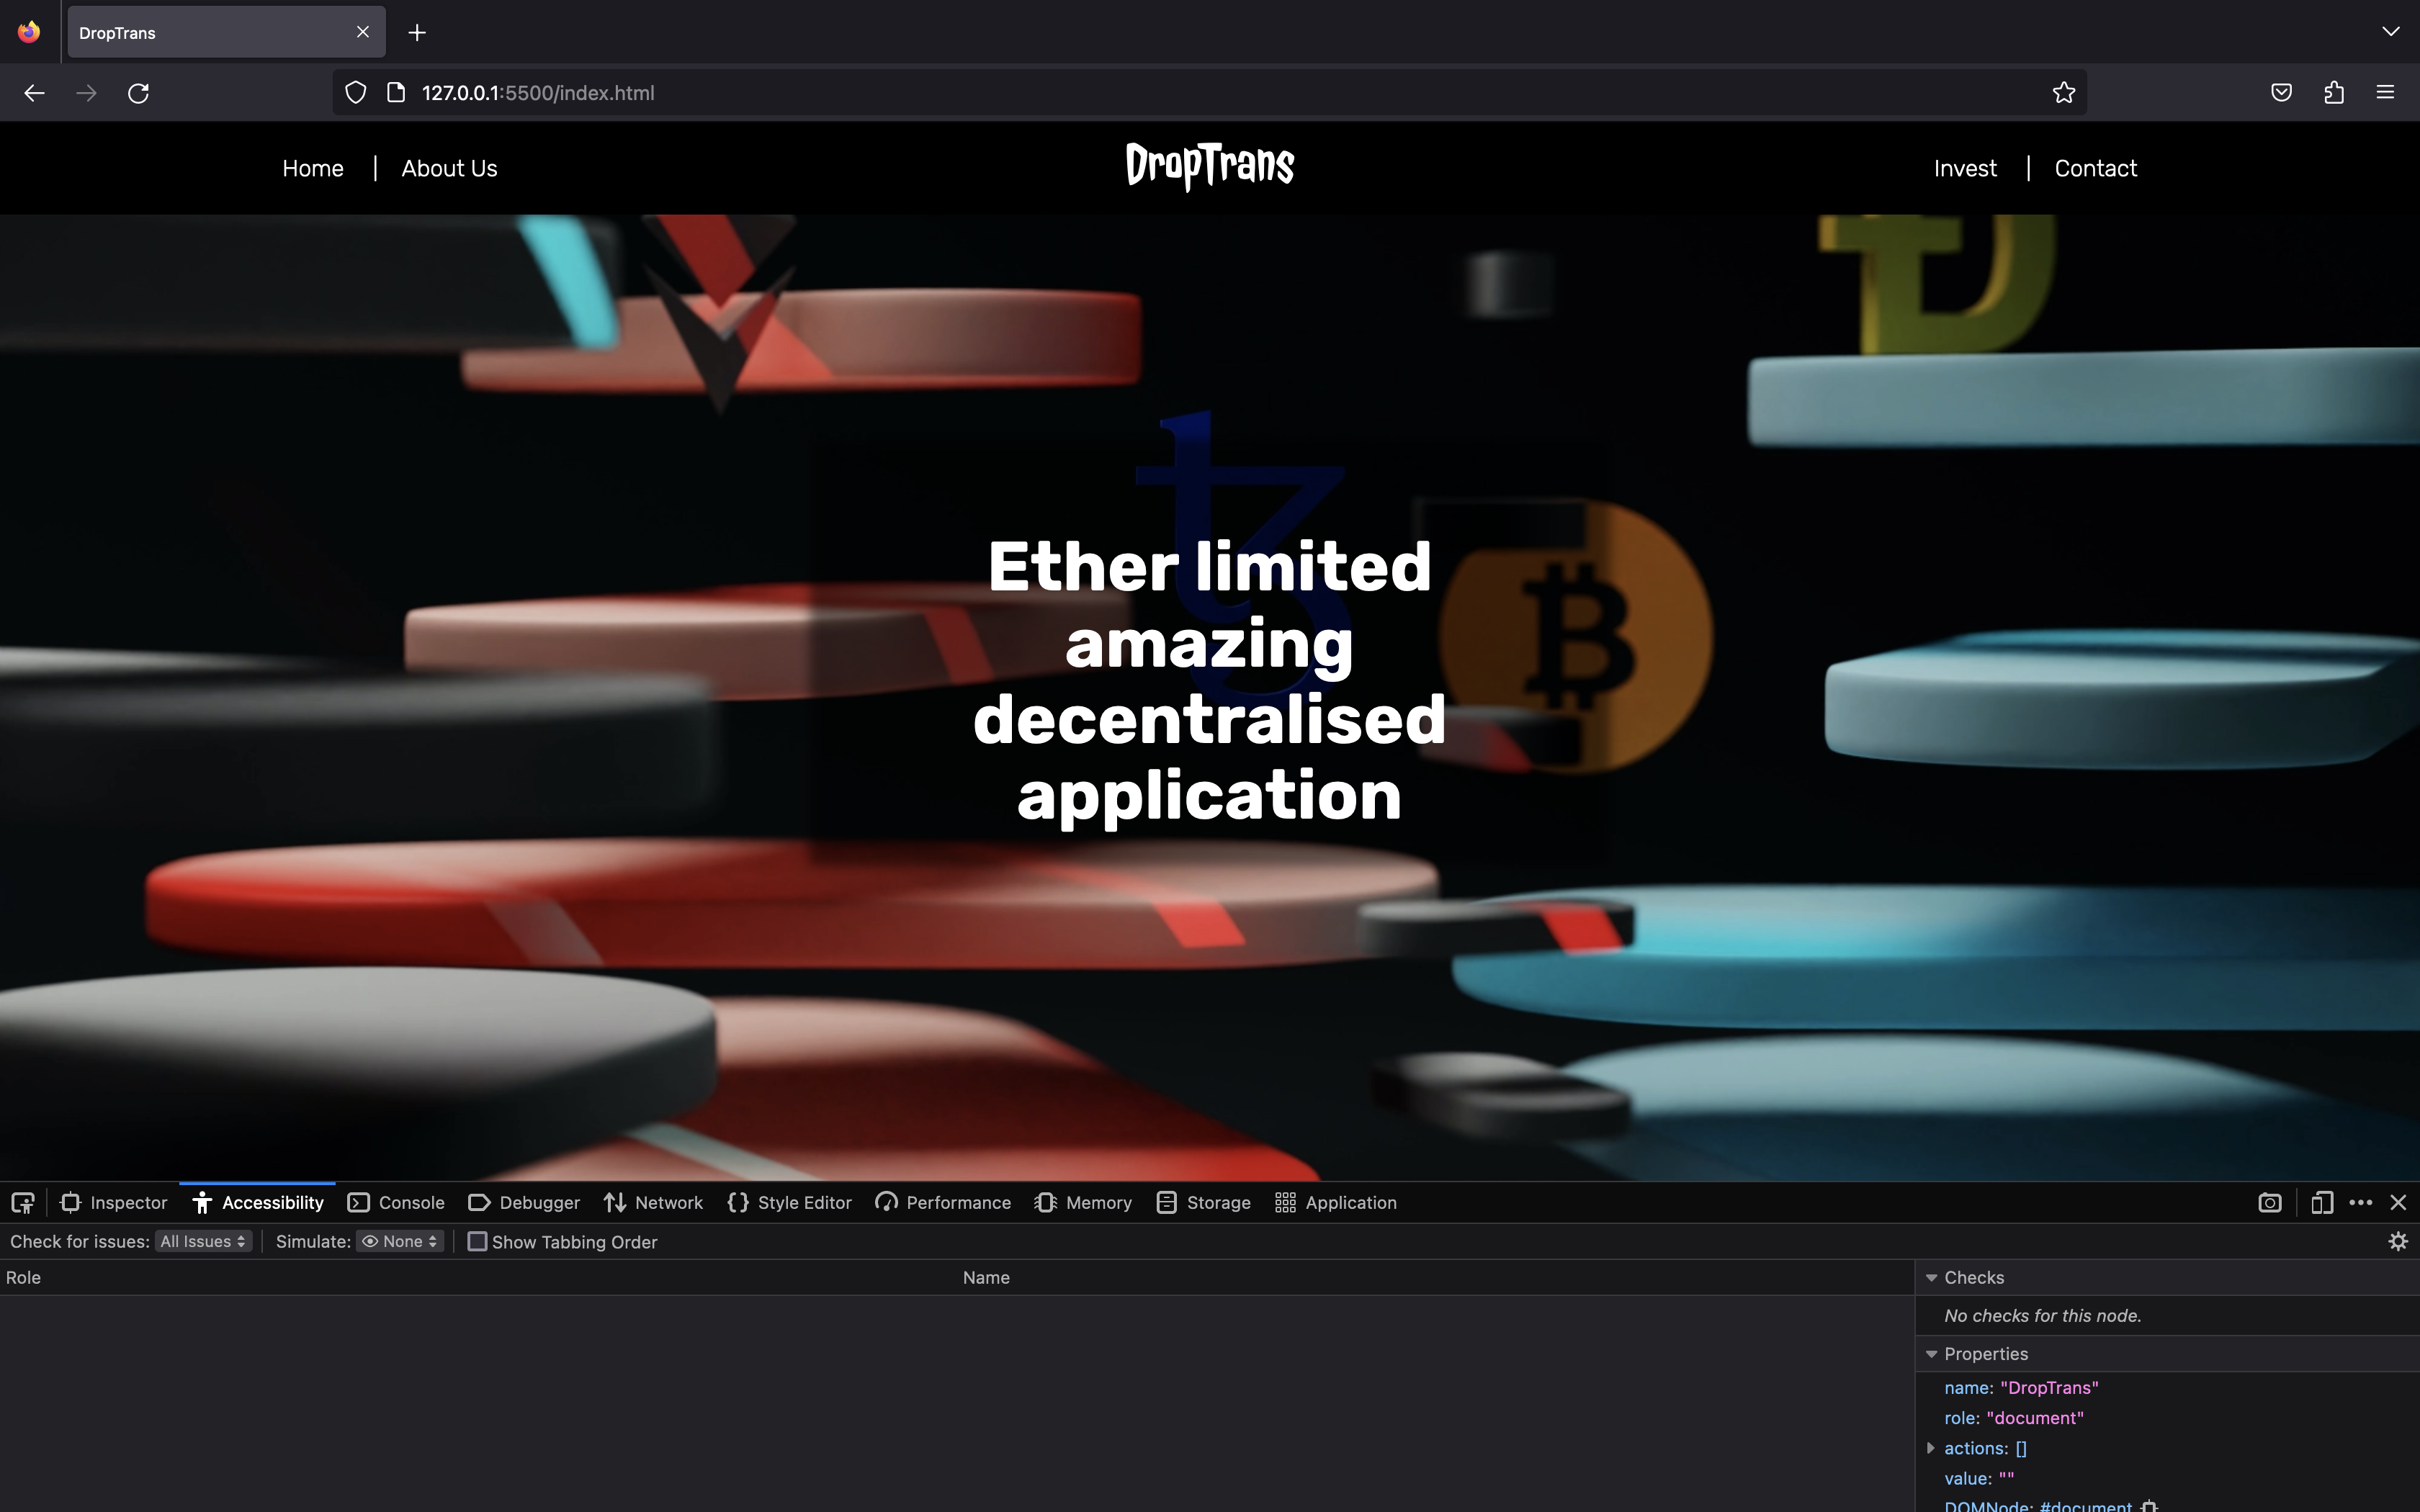 DropTrans
127.0.0.1:5500/index.html
Home | About Us
DropTrans
Invest | Contact
Ether limited
amazing
decentralised
application
Inspector Accessibility Console Debugger Network Style Editor Performance Memory Storage Application
Check for issues: All Issues Simulate: None Show Tabbing Order
Role Name
Checks
No checks for this node.
Properties
name: "DropTrans"
role: "document"
actions: []
value: ""
DOMNode: #document